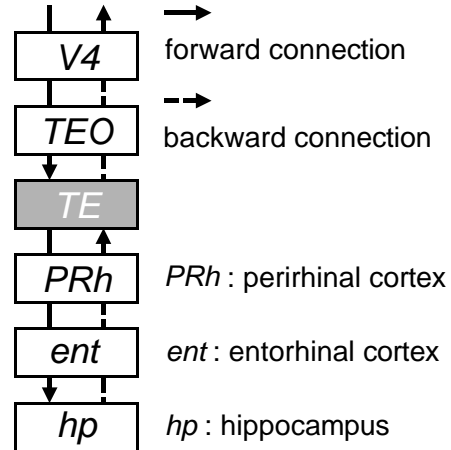 V4
forward connection
TEO
backward connection
TE
PRh
PRh : perirhinal cortex
ent
ent : entorhinal cortex
hp
hp : hippocampus